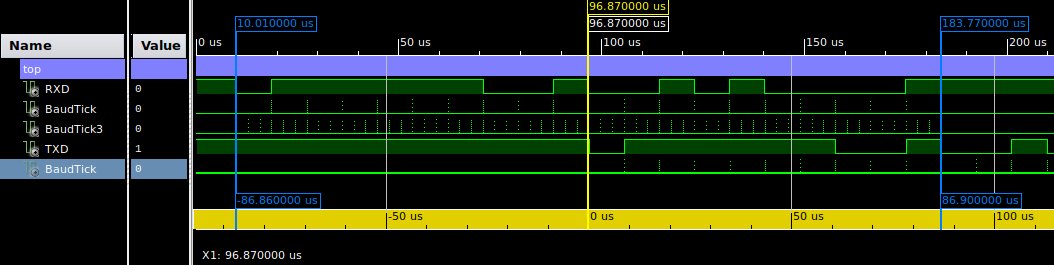 96.870000 us
10.010000 us 96.870000 us 183.770000 us
Name Value 0 us 50 us 100 us 150 us 200 us
top
RXD 0
BaudTick 0
BaudTick3 0
TXD 1
BaudTick 0
-86.860000 us 86.900000 us
-50 us 0 us 50 us 100 us
X1: 96.870000 us